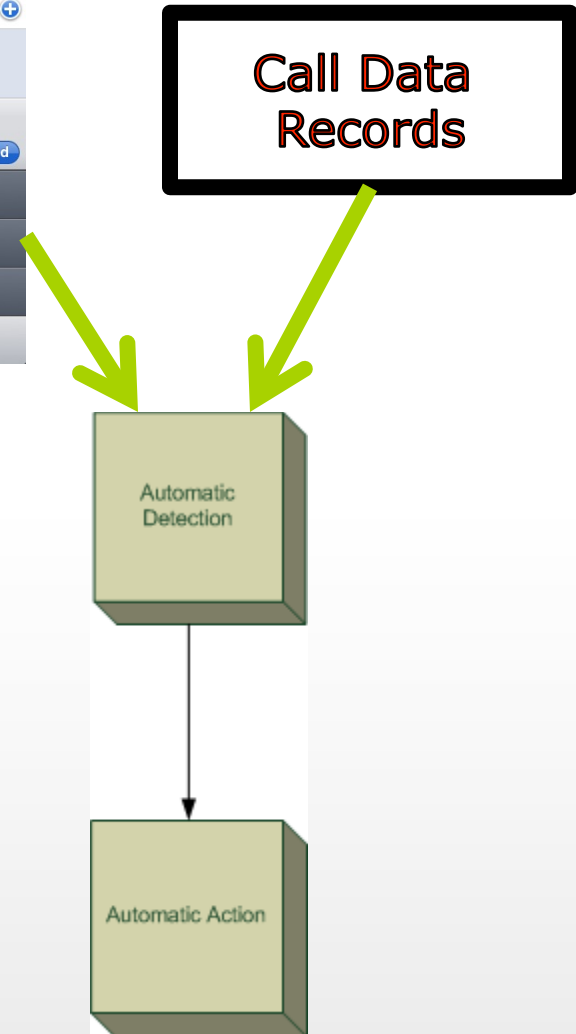 Call Data
Records
Automatic
Detection
Automatic Action